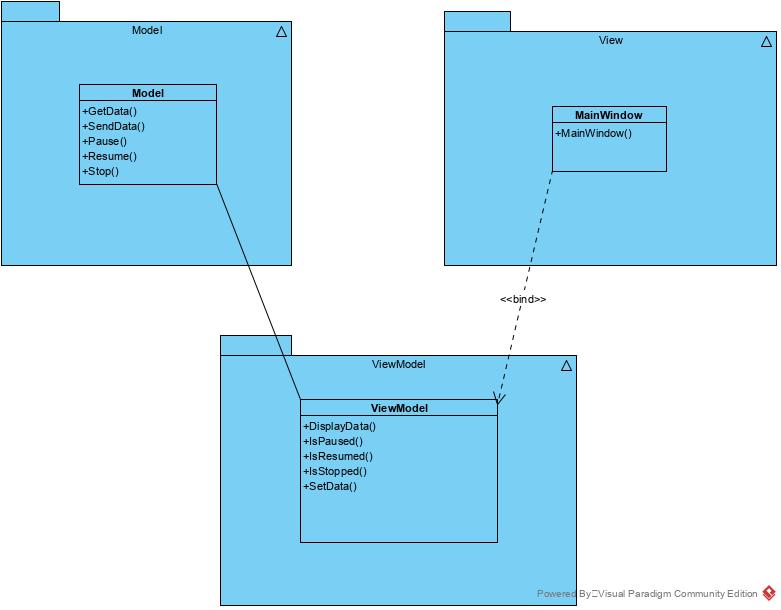 Model
Model
+GetData()
+SendData()
+Pause()
+Resume()
+Stop()
View
MainWindow
+MainWindow()
<<bind>>
ViewModel
ViewModel
+DisplayData()
+IsPaused()
+IsResumed()
+IsStopped()
+SetData()
Powered By Visual Paradigm Community Edition